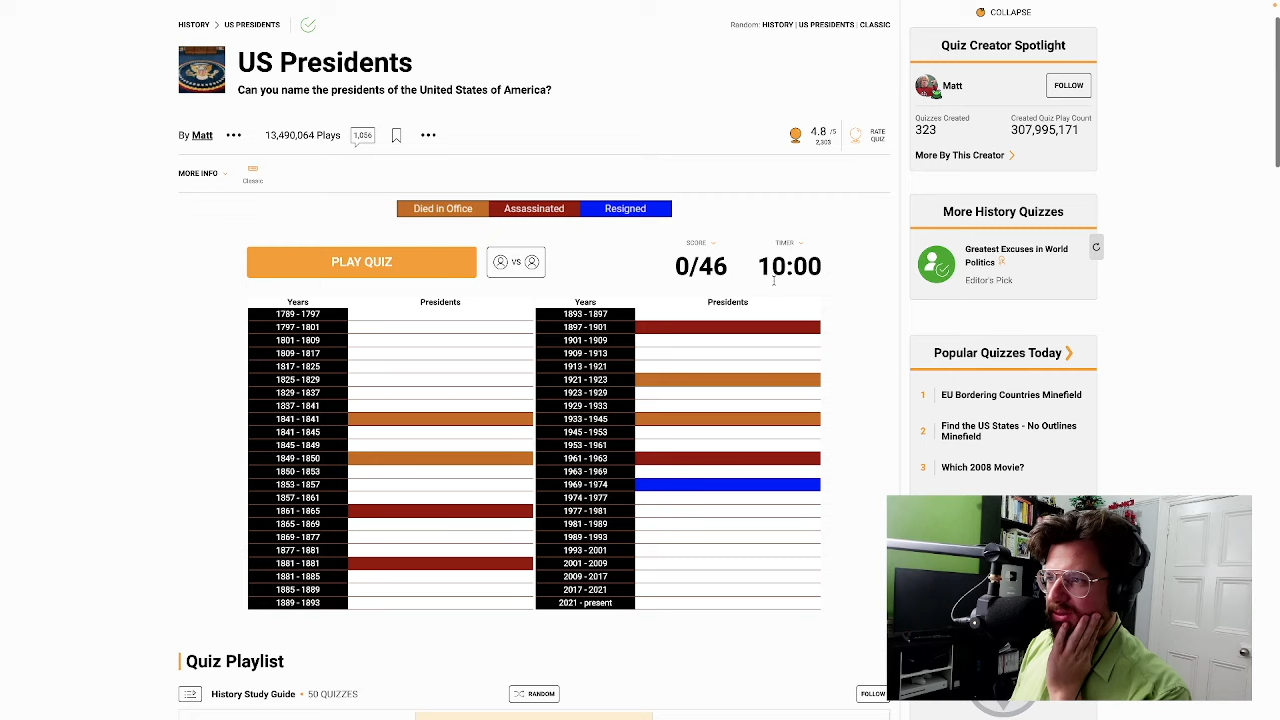 HISTORY > US PRESIDENTS
Random: HISTORY | US PRESIDENTS | CLASSIC
COLLAPSE
US Presidents
Can you name the presidents of the United States of America?
By Matt ••• 13,490,064 Plays 1,056 •••
4.8 /5
2,303
RATE QUIZ
MORE INFO
Classic
Died in Office Assassinated Resigned
PLAY QUIZ
VS
SCORE
0/46
TIMER
10:00
Years Presidents Years Presidents
1789 - 1797 1893 - 1897
1797 - 1801 1897 - 1901
1801 - 1809 1901 - 1909
1809 - 1817 1909 - 1913
1817 - 1825 1913 - 1921
1825 - 1829 1921 - 1923
1829 - 1837 1923 - 1929
1837 - 1841 1929 - 1933
1841 - 1841 1933 - 1945
1841 - 1845 1945 - 1953
1845 - 1849 1953 - 1961
1849 - 1850 1961 - 1963
1850 - 1853 1963 - 1969
1853 - 1857 1969 - 1974
1857 - 1861 1974 - 1977
1861 - 1865 1977 - 1981
1865 - 1869 1981 - 1989
1869 - 1877 1989 - 1993
1877 - 1881 1993 - 2001
1881 - 1881 2001 - 2009
1881 - 1885 2009 - 2017
1885 - 1889 2017 - 2021
1889 - 1893 2021 - present
Quiz Playlist
History Study Guide • 50 QUIZZES
RANDOM
FOLLOW
Quiz Creator Spotlight
Matt
FOLLOW
Quizzes Created
323
Created Quiz Play Count
307,995,171
More By This Creator
More History Quizzes
Greatest Excuses in World
Politics
Editor's Pick
Popular Quizzes Today
1 EU Bordering Countries Minefield
2 Find the US States - No Outlines
Minefield
3 Which 2008 Movie?